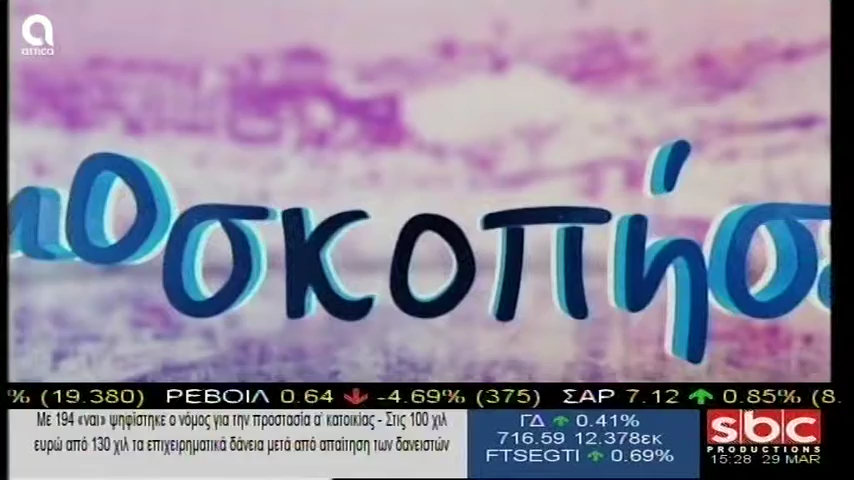 attica
οσκοπήσ
% (19.380) ΡΕΒΟΙΛ 0.64 -4.69% (375) ΣΑΡ 7.12 0.85% (8.
Με 194 «ναι» ψηφίστηκε ο νόμος για την προστασία α' κατοικίας - Στις 100 χιλ
ευρώ από 130 χιλ τα επιχειρηματικά δάνεια μετά από απαίτηση των δανειστών
ΓΔ 0.41%
716.59 12.378εκ
FTSEGTI 0.69%
sbc
PRODUCTIONS
15:28 29 MAR